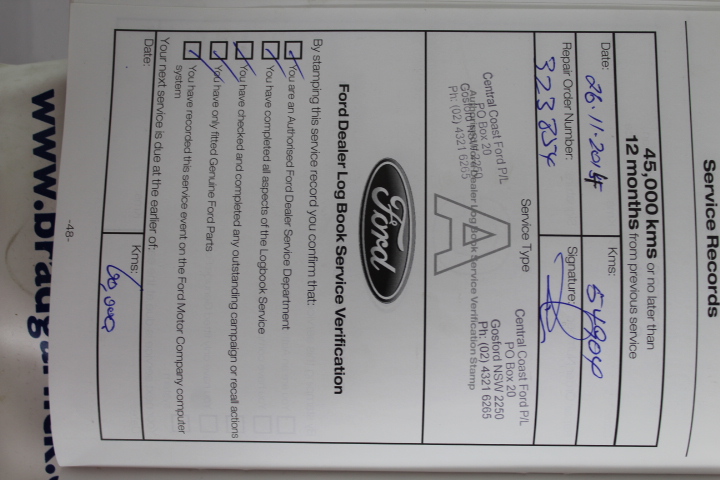 Service Records
45,000 kms or no later than
12 months from previous service
Date: 26.11.2014
Kms: 54904
Repair Order Number: 323854
Signature:
Service Type
A
Central Coast Ford P/L
PO Box 20
Gosford NSW 2250
Ph: (02) 4321 6265
Central Coast Ford P/L
PO Box 20
Gosford NSW 2250
Ph: (02) 4321 6265
Authorised Ford Dealer Log Book Service Verification Stamp
Ford
Ford Dealer Log Book Service Verification
By stamping this service record you confirm that:
You are an Authorised Ford Dealer Service Department
You have completed all aspects of the Logbook Service
You have checked and completed any outstanding campaign or recall actions
You have only fitted Genuine Ford Parts
You have recorded this service event on the Ford Motor Company computer
system
Your next service is due at the earlier of:
Date:
Kms: 60,000
-48-